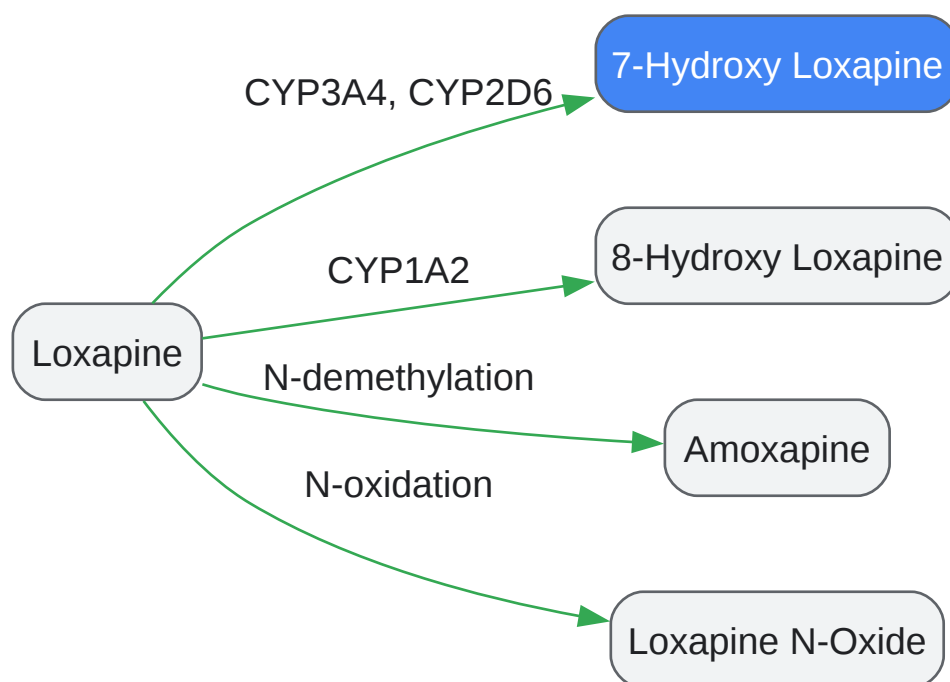 7-Hydroxy Loxapine
CYP3A4, CYP2D6
8-Hydroxy Loxapine
CYP1A2
Loxapine
N-demethylation
Amoxapine
N-oxidation
Loxapine N-Oxide